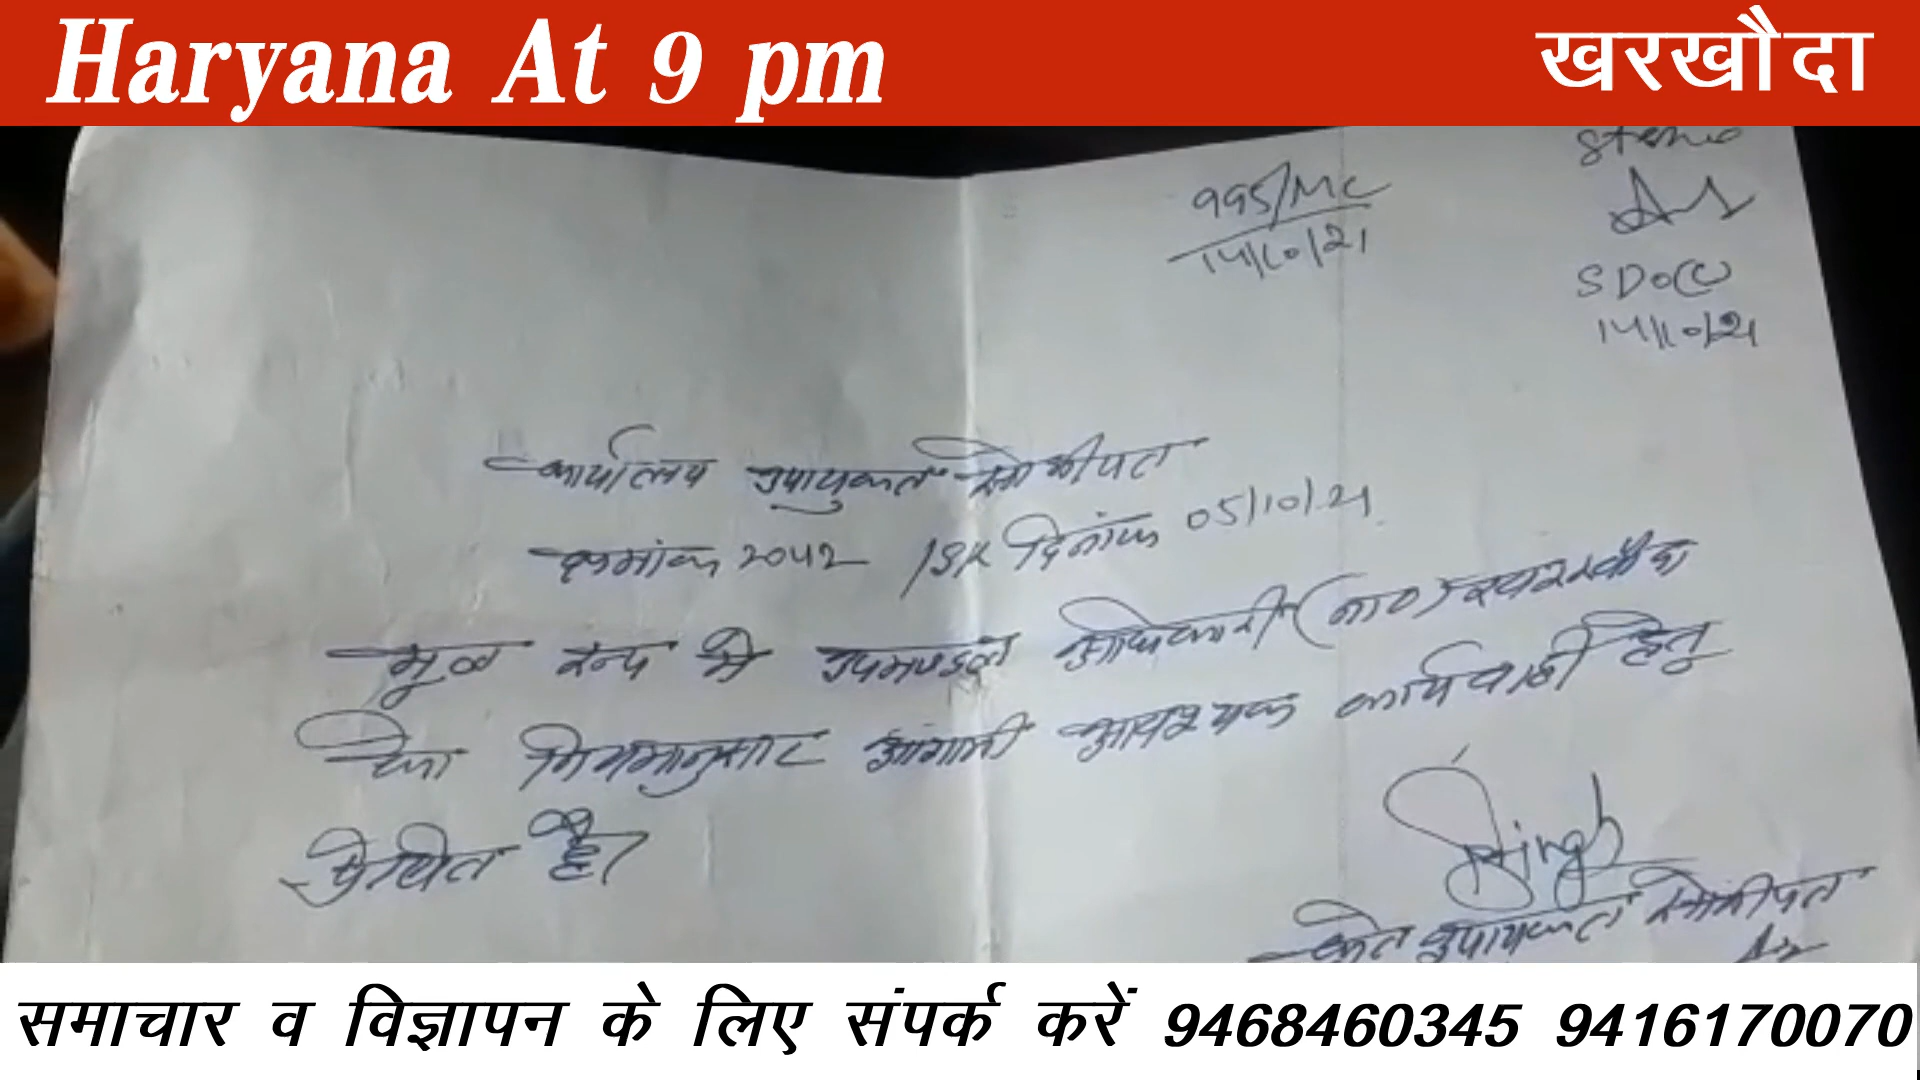 Haryana At 9 pm
खरखौदा
Steno
995/MC
14/10/21
SDO(C)
14/10/21
कार्यालय उपायुक्त सोनीपत
क्रमांक 2042 /SK दिनांक 05/10/21
मूल रूप में उपमण्डल अधिकारी (ना०) खरखौदा
को नियमानुसार आगामी आवश्यक कार्यवाही हेतू
प्रेषित है।
Singh
कृते उपायुक्त सोनीपत
समाचार व विज्ञापन के लिए संपर्क करें 9468460345 9416170070